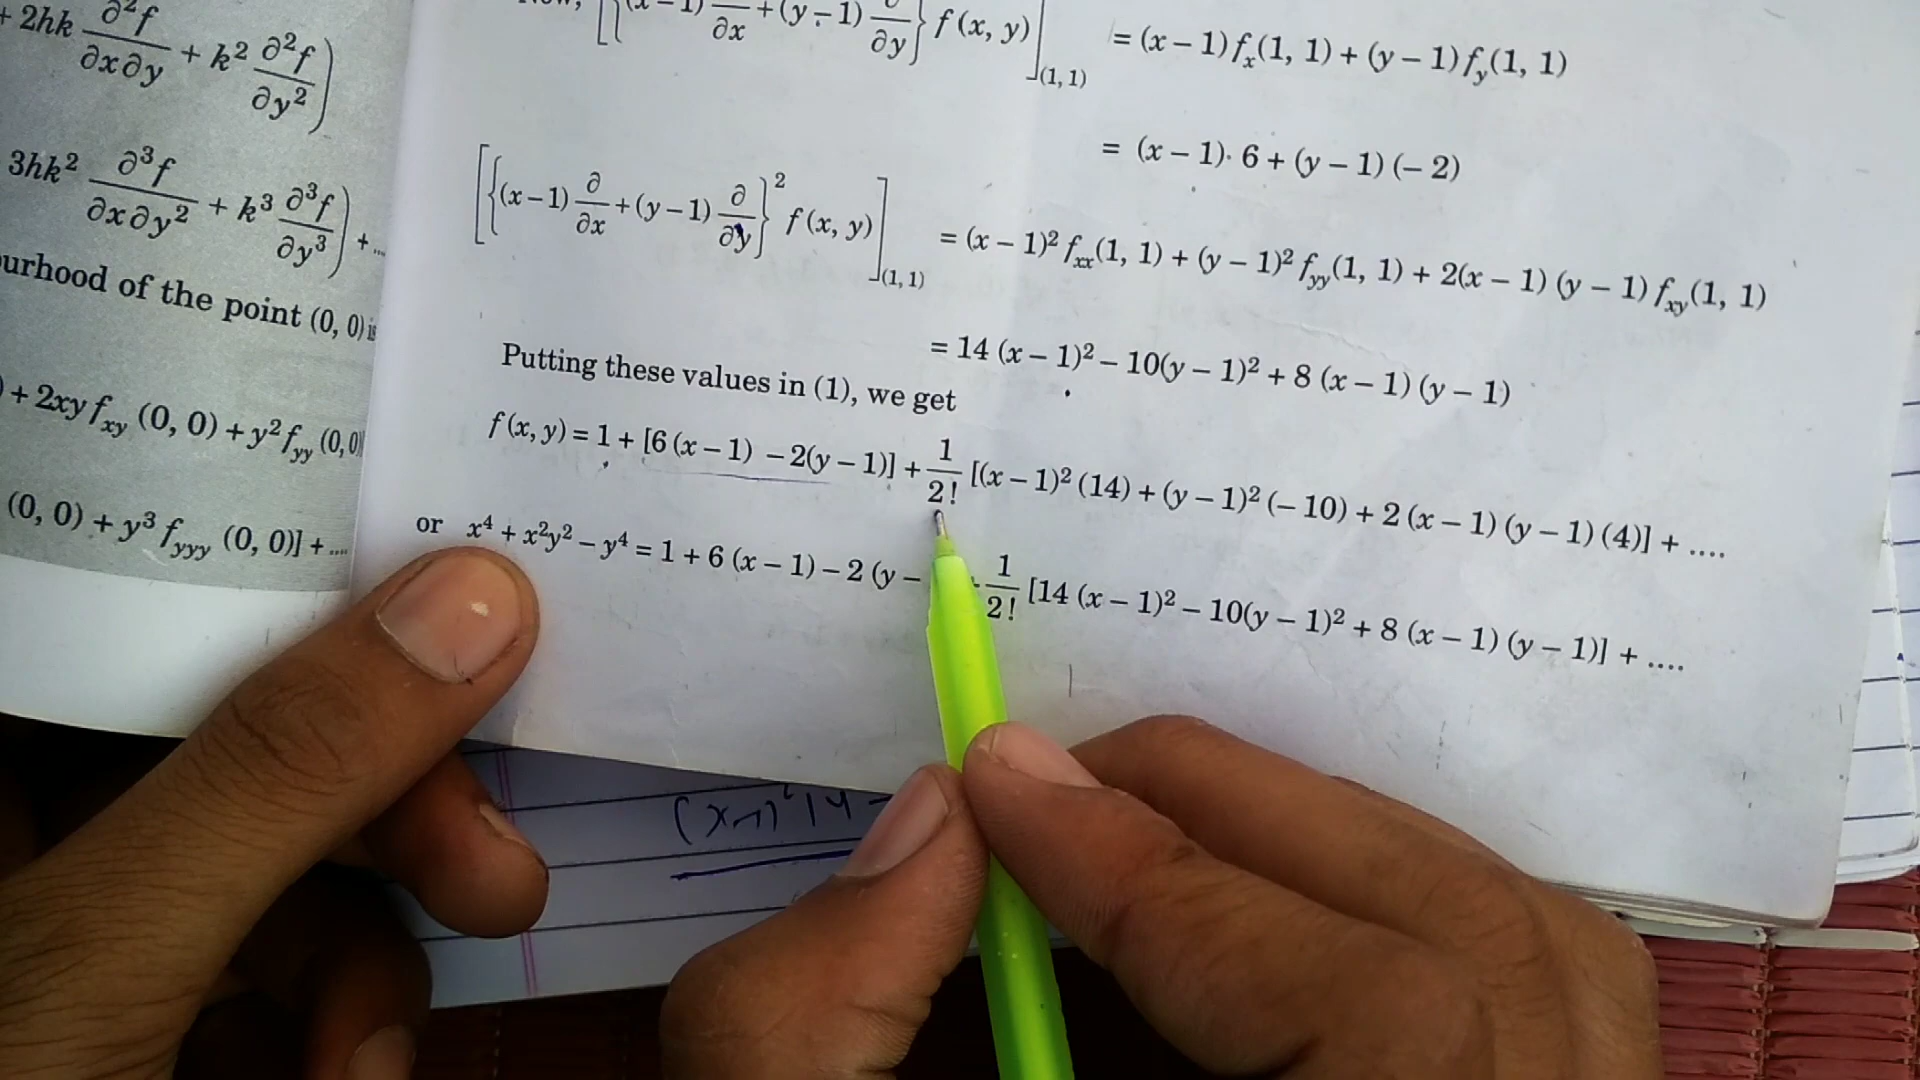 + 2hk ∂²f/∂x∂y + k² ∂²f/∂y²)
3hk² ∂³f/∂x∂y² + k³ ∂³f/∂y³) + ...
urhood of the point (0, 0) is
) + 2xy f_xy (0, 0) + y² f_yy (0, 0)
(0, 0) + y³ f_yyy (0, 0)] + ....
[{(x – 1) ∂/∂x + (y – 1) ∂/∂y} f (x, y)](1, 1) = (x – 1) f_x(1, 1) + (y – 1) f_y(1, 1)
= (x – 1)· 6 + (y – 1) (– 2)
[{(x – 1) ∂/∂x + (y – 1) ∂/∂y}² f (x, y)](1, 1) = (x – 1)² f_xx(1, 1) + (y – 1)² f_yy(1, 1) + 2(x – 1) (y – 1) f_xy(1, 1)
= 14 (x – 1)² – 10(y – 1)² + 8 (x – 1) (y – 1)
Putting these values in (1), we get
f (x, y) = 1 + [6 (x – 1) – 2(y – 1)] + 1/2! [(x – 1)² (14) + (y – 1)² (– 10) + 2 (x – 1) (y – 1) (4)] + ....
or x⁴ + x²y² – y⁴ = 1 + 6 (x – 1) – 2 (y – 1/2! [14 (x – 1)² – 10(y – 1)² + 8 (x – 1) (y – 1)] + ....
(x-1)² 14 –